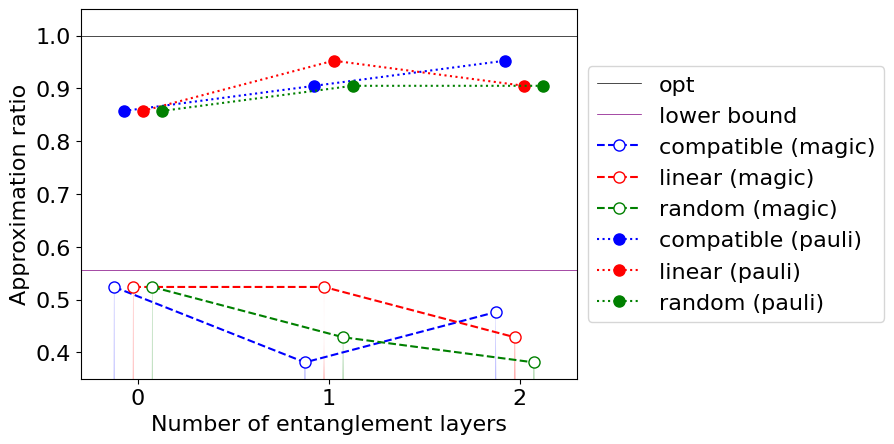 1.0
0.9
0.8
0.7
0.6
0.5
0.4
Approximation ratio
0
1
2
Number of entanglement layers
opt
lower bound
compatible (magic)
linear (magic)
random (magic)
compatible (pauli)
linear (pauli)
random (pauli)